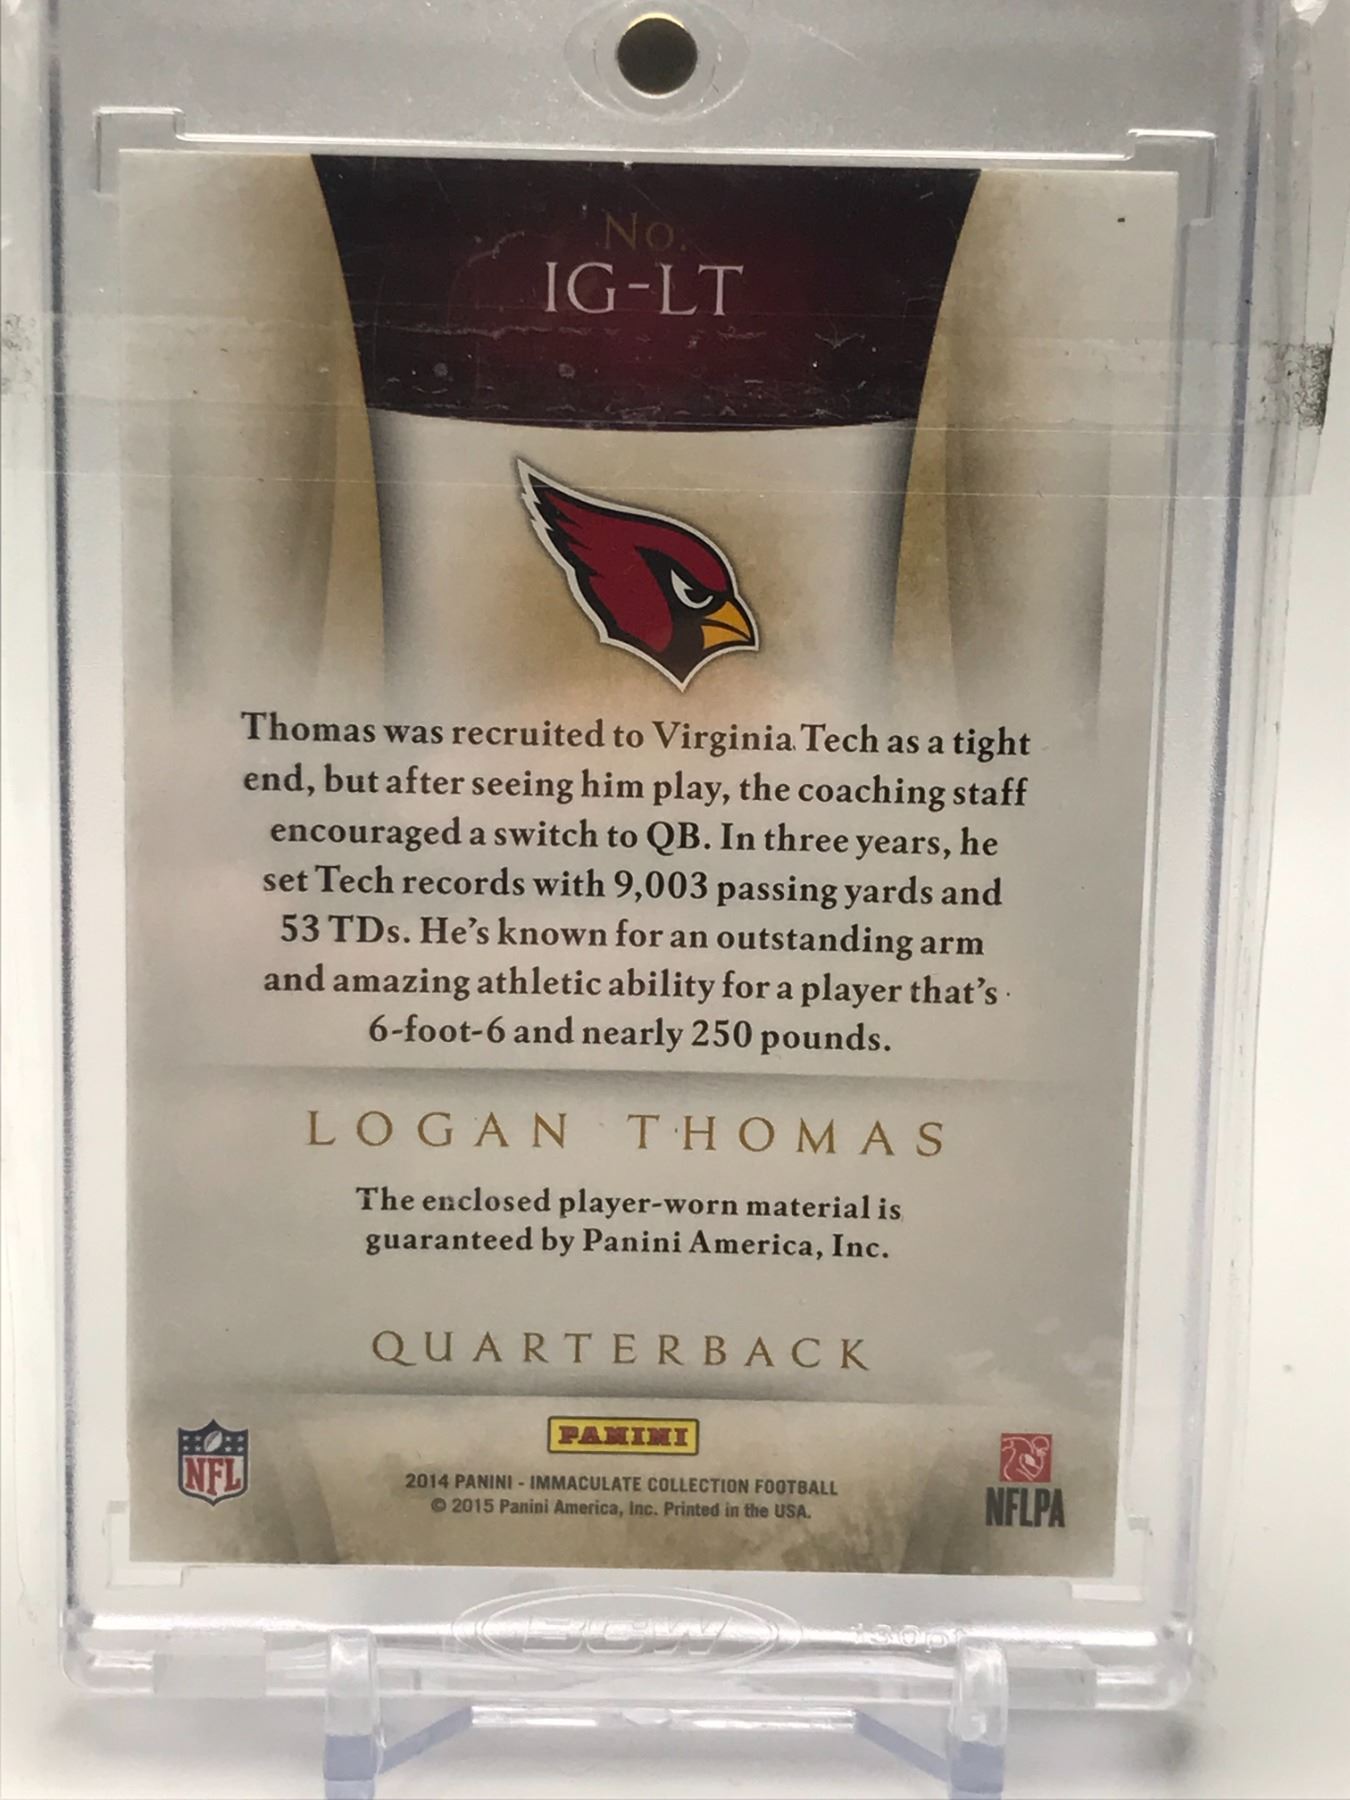 No.
IG-LT
Thomas was recruited to Virginia Tech as a tight
end, but after seeing him play, the coaching staff
encouraged a switch to QB. In three years, he
set Tech records with 9,003 passing yards and
53 TDs. He's known for an outstanding arm
and amazing athletic ability for a player that's
6-foot-6 and nearly 250 pounds.
LOGAN THOMAS
The enclosed player-worn material is
guaranteed by Panini America, Inc.
QUARTERBACK
NFL
PANINI
2014 PANINI - IMMACULATE COLLECTION FOOTBALL
© 2015 Panini America, Inc. Printed in the USA.
NFLPA
BCW